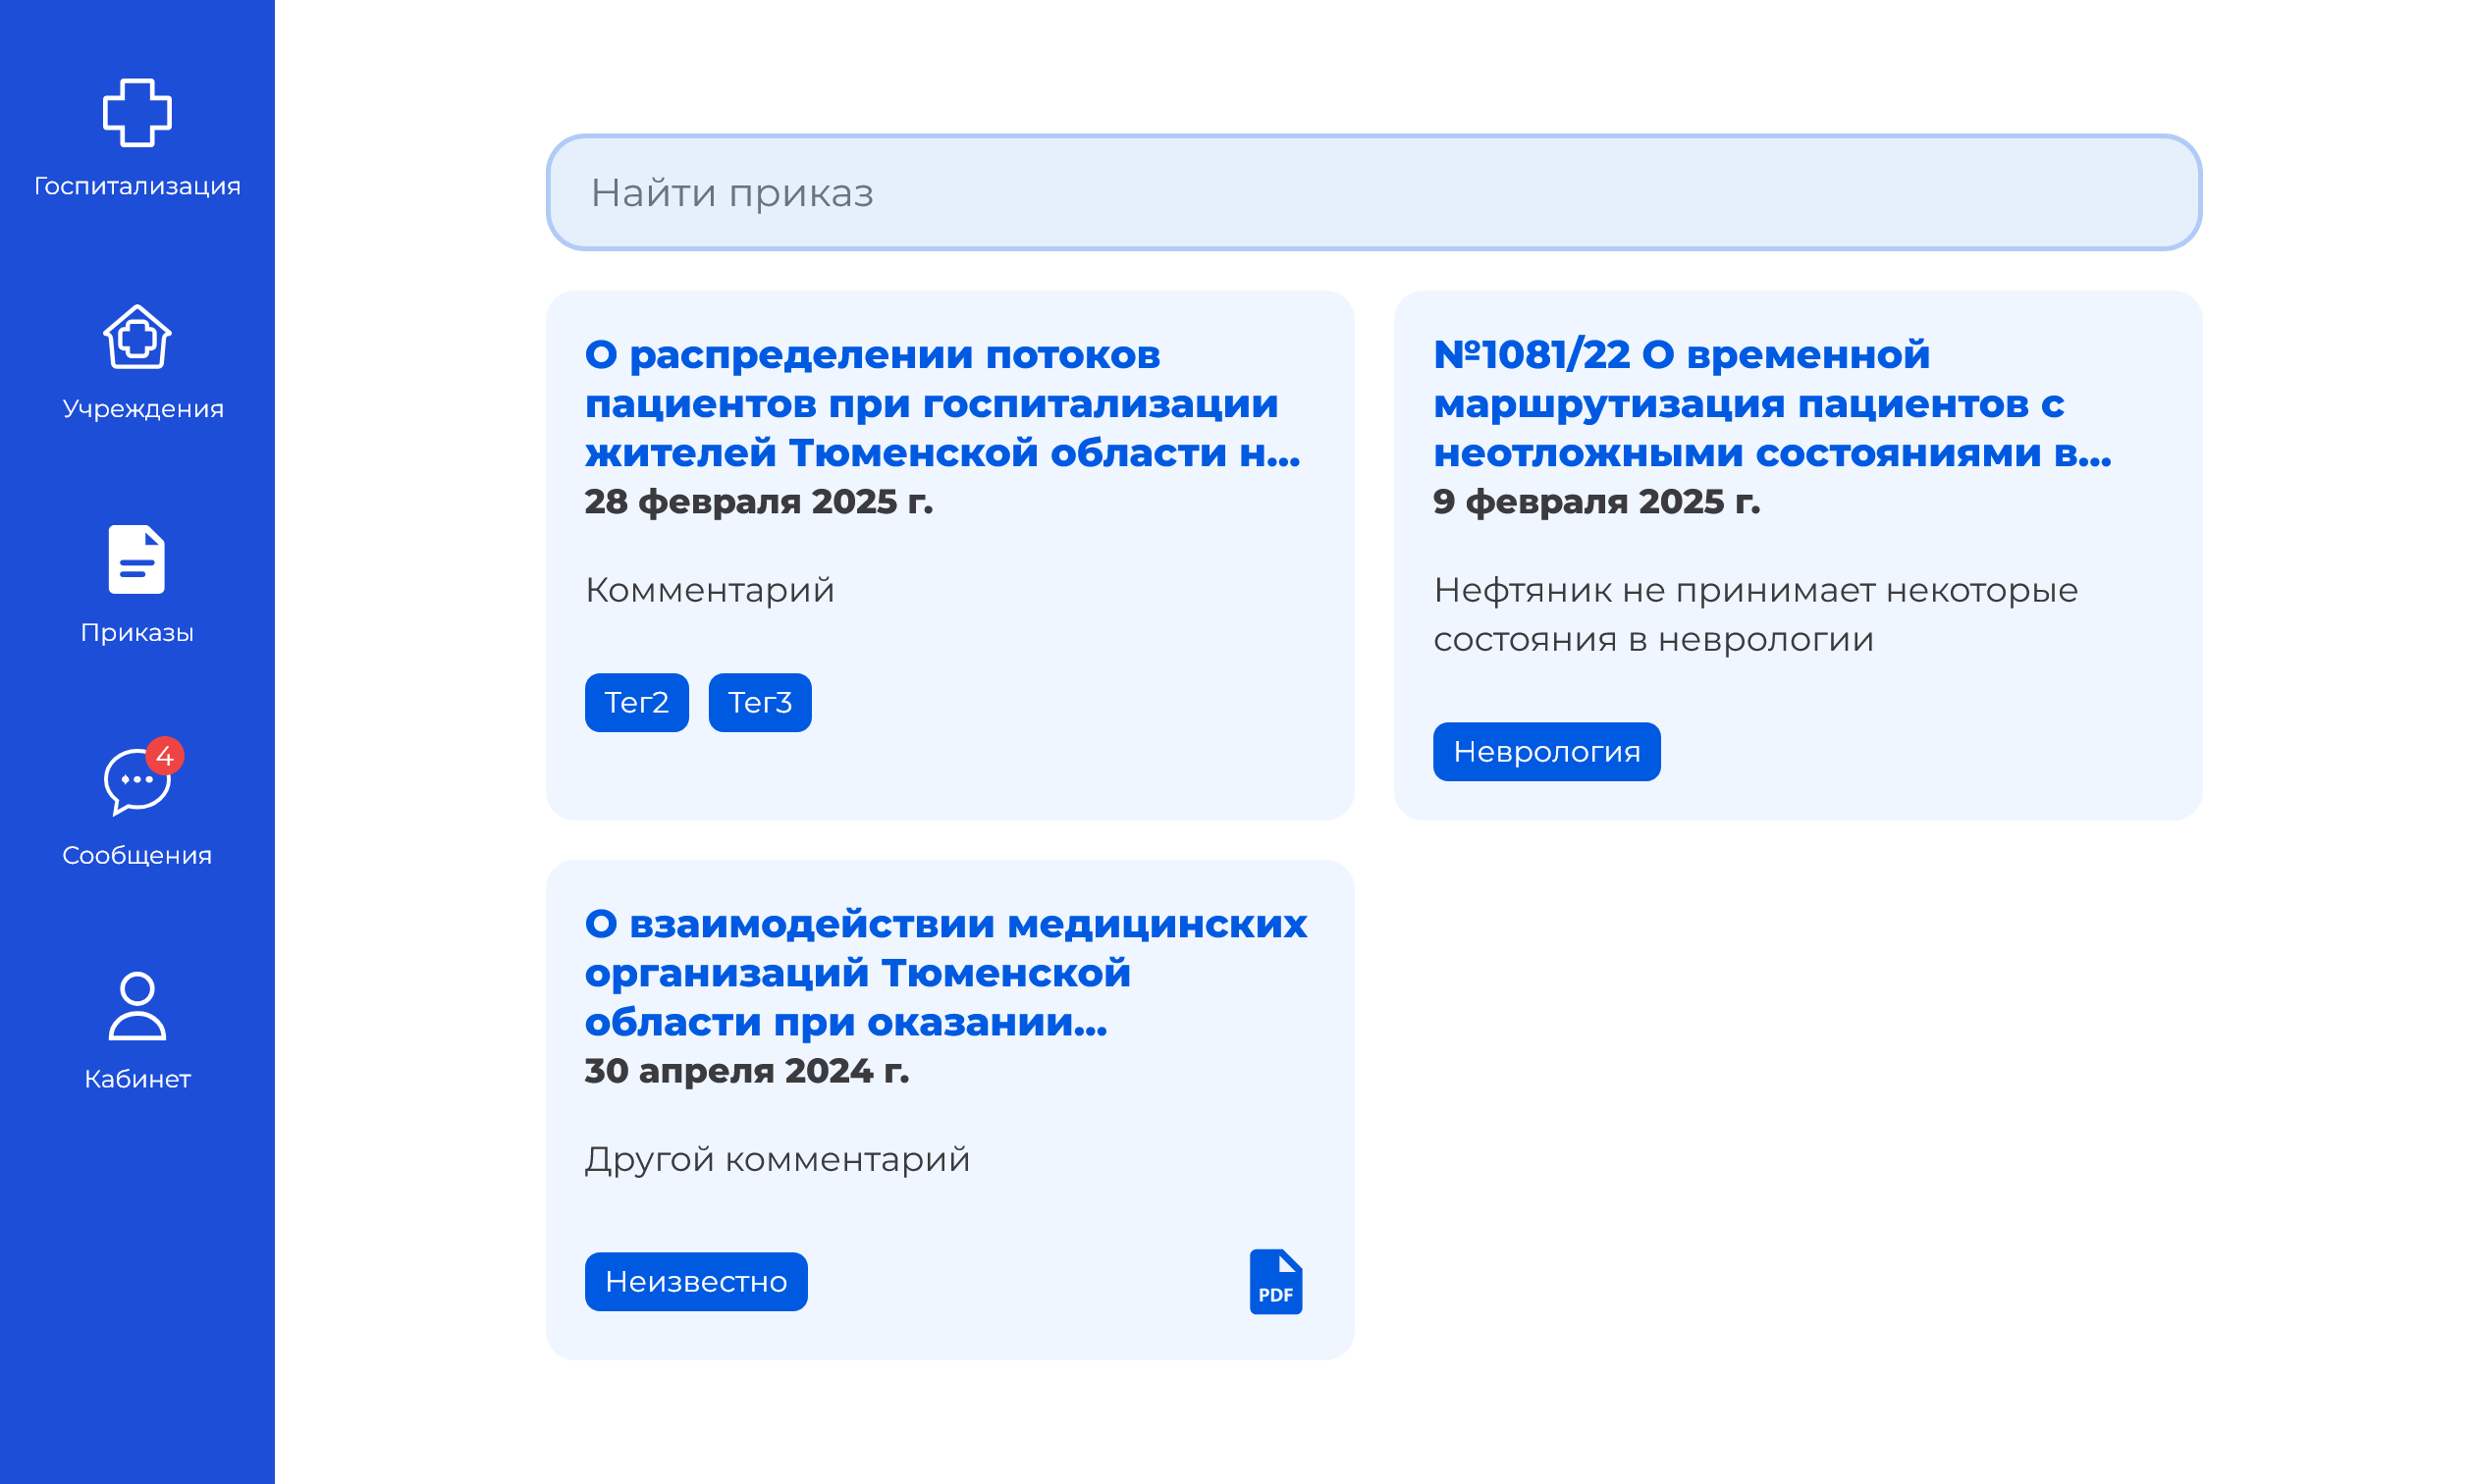 Госпитализация
Учреждения
Приказы
4
Сообщения
Кабинет
Найти приказ
О распределении потоков
пациентов при госпитализации
жителей Тюменской области н...
28 февраля 2025 г.
Комментарий
Тег2 Тег3
№1081/22 О временной
маршрутизация пациентов с
неотложными состояниями в...
9 февраля 2025 г.
Нефтяник не принимает некоторые
состояния в неврологии
Неврология
О взаимодействии медицинских
организаций Тюменской
области при оказании...
30 апреля 2024 г.
Другой комментарий
Неизвестно
PDF